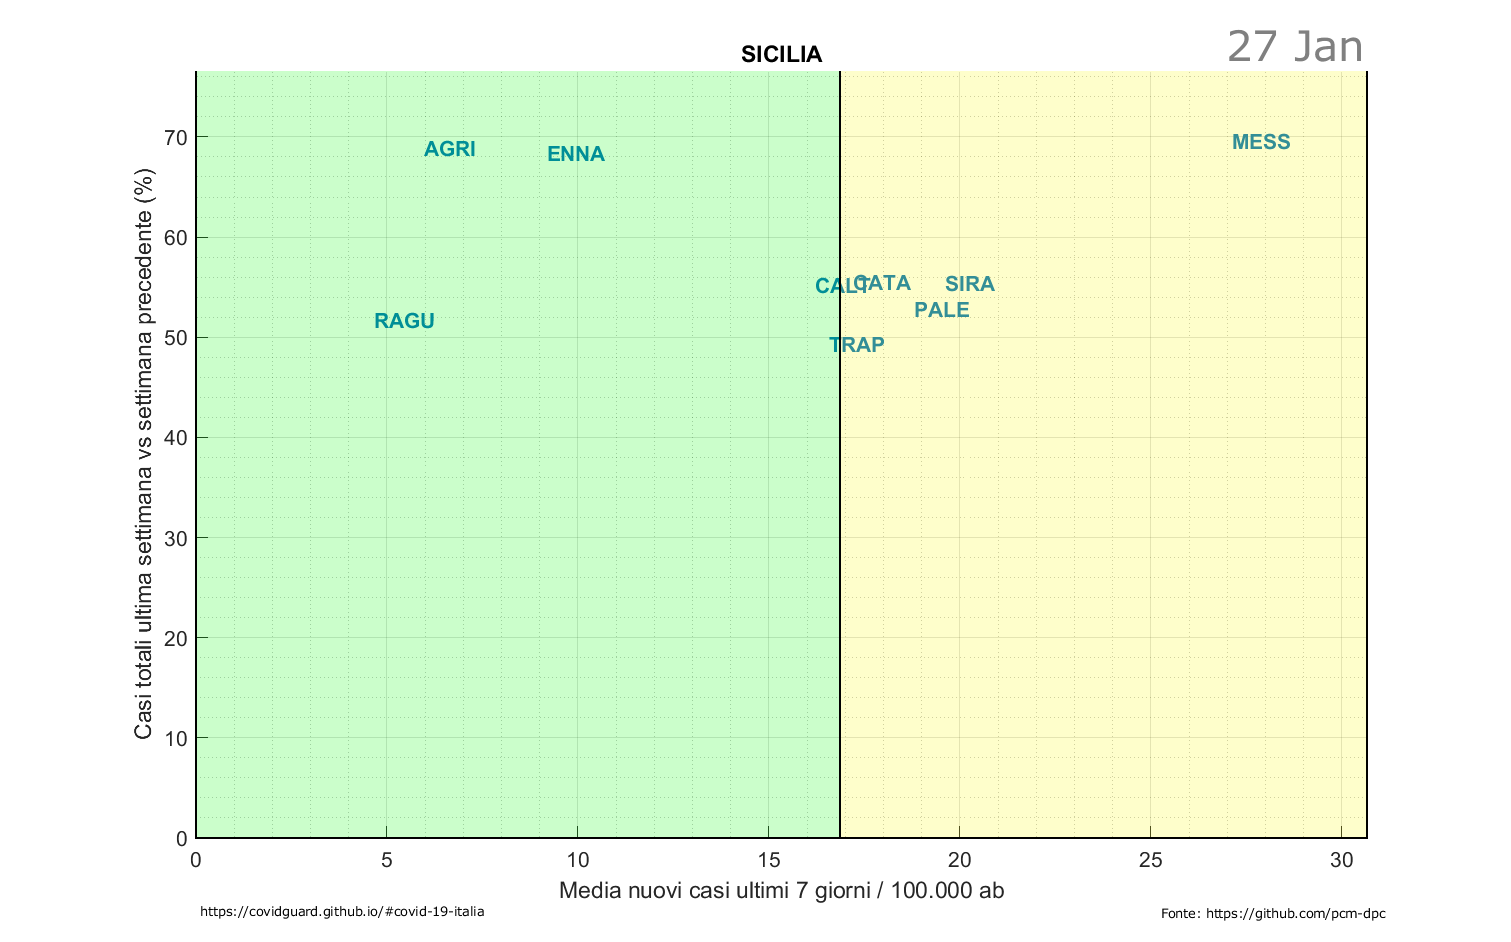 27 Jan
SICILIA
Casi totali ultima settimana vs settimana precedente (%)
70
60
50
40
30
20
10
0
AGRI
ENNA
MESS
CALT
CATA
SIRA
PALE
RAGU
TRAP
0
5
10
15
20
25
30
Media nuovi casi ultimi 7 giorni / 100.000 ab
https://covidguard.github.io/#covid-19-italia
Fonte: https://github.com/pcm-dpc